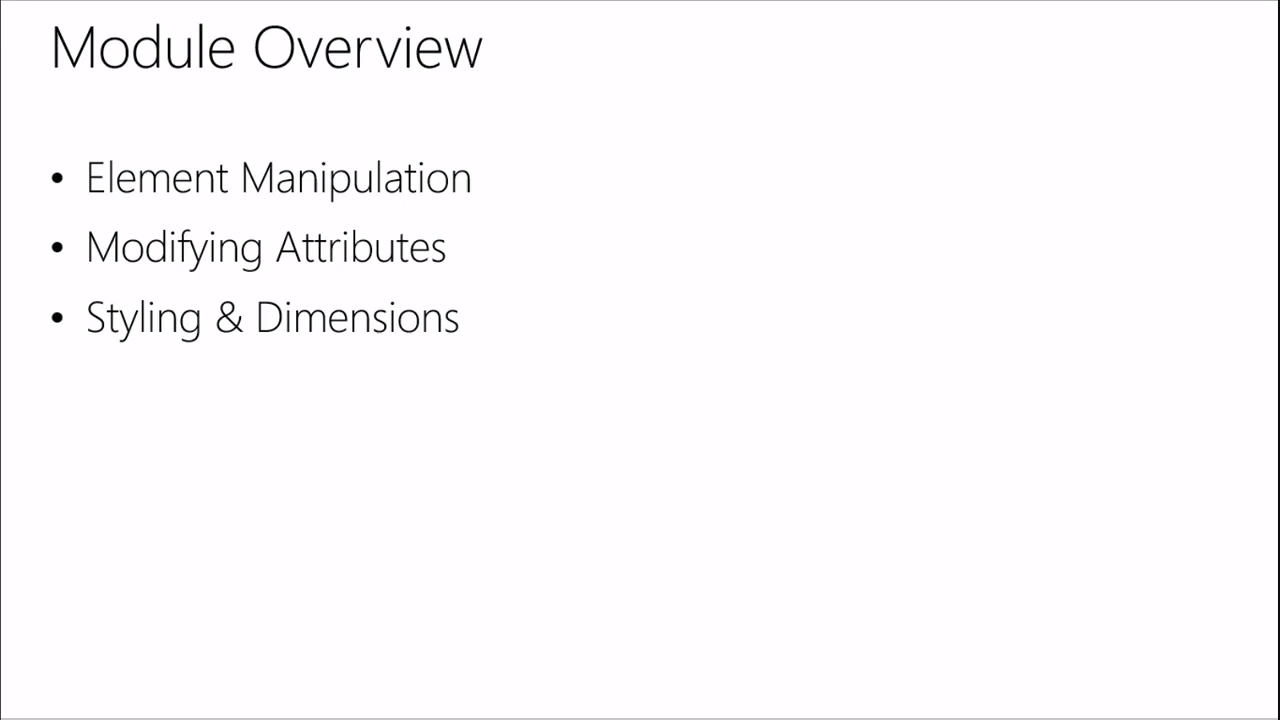 Module Overview
• Element Manipulation
• Modifying Attributes
• Styling & Dimensions